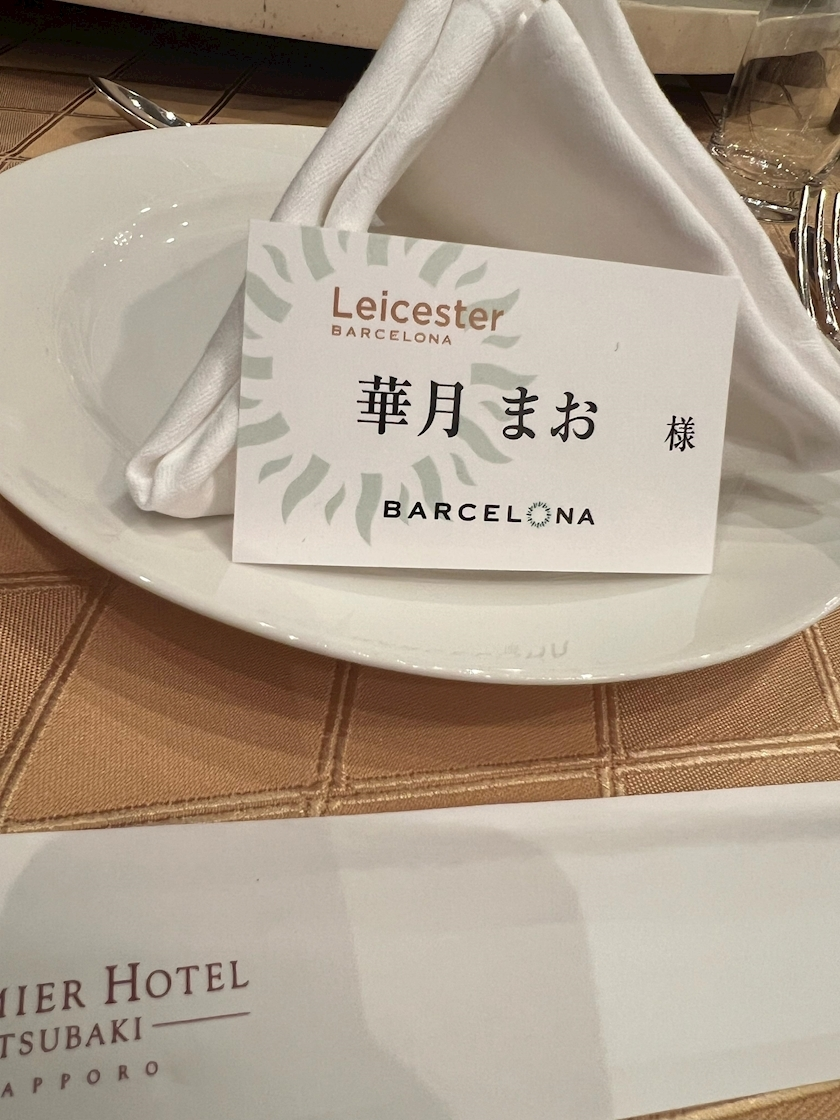 Leicester
BARCELONA
華月 まお 様
BARCELONA
MIER HOTEL
TSUBAKI
APPORO